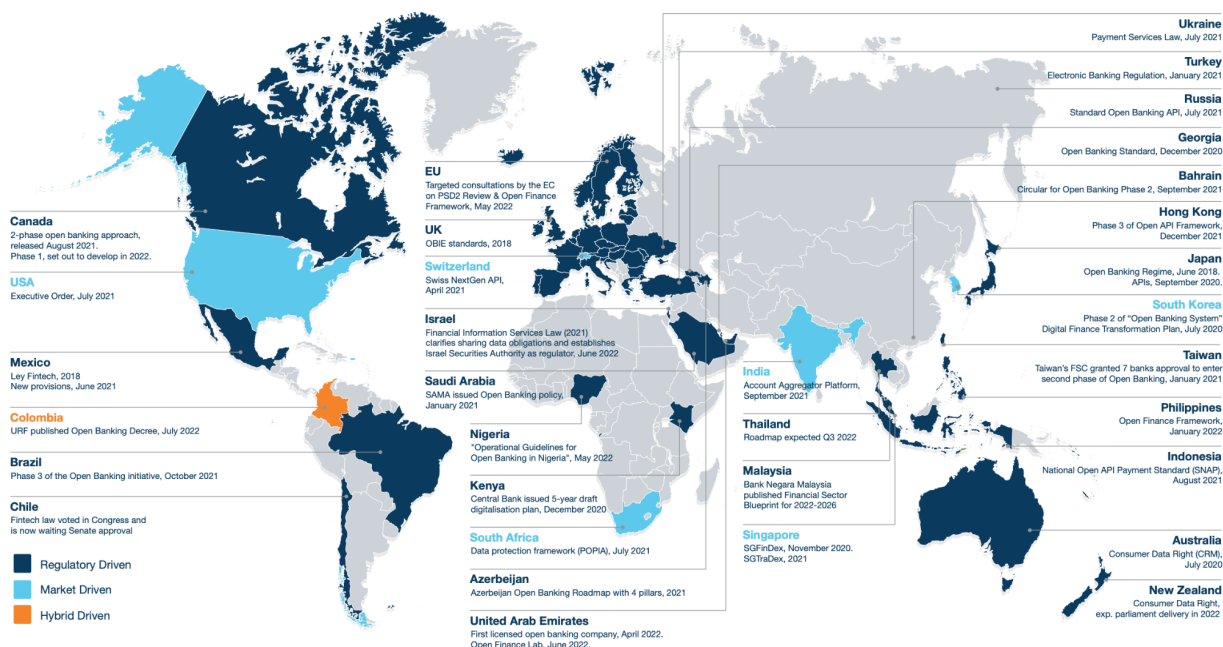 Canada
2-phase open banking approach,
released August 2021.
Phase 1, set out to develop in 2022.
USA
Executive Order, July 2021
Mexico
Ley Fintech, 2018
New provisions, June 2021
Colombia
URF published Open Banking Decree, July 2022
Brazil
Phase 3 of the Open Banking initiative, October 2021
Chile
Fintech law voted in Congress and
is now waiting Senate approval
Regulatory Driven
Market Driven
Hybrid Driven
EU
Targeted consultations by the EC
on PSD2 Review & Open Finance
Framework, May 2022
UK
OBIE standards, 2018
Switzerland
Swiss NextGen API,
April 2021
Israel
Financial Information Services Law (2021)
clarifies sharing data obligations and establishes
Israel Securities Authority as regulator, June 2022
Saudi Arabia
SAMA issued Open Banking policy,
January 2021
Nigeria
"Operational Guidelines for
Open Banking in Nigeria", May 2022
Kenya
Central Bank issued 5-year draft
digitalisation plan, December 2020
South Africa
Data protection framework (POPIA), July 2021
Azerbeijan
Azerbeijan Open Banking Roadmap with 4 pillars, 2021
United Arab Emirates
First licensed open banking company, April 2022.
Open Finance Lab, June 2022.
India
Account Aggregator Platform,
September 2021
Thailand
Roadmap expected Q3 2022
Malaysia
Bank Negara Malaysia
published Financial Sector
Blueprint for 2022-2026
Singapore
SGFinDex, November 2020.
SGTraDex, 2021
Ukraine
Payment Services Law, July 2021
Turkey
Electronic Banking Regulation, January 2021
Russia
Standard Open Banking API, July 2021
Georgia
Open Banking Standard, December 2020
Bahrain
Circular for Open Banking Phase 2, September 2021
Hong Kong
Phase 3 of Open API Framework,
December 2021
Japan
Open Banking Regime, June 2018.
APIs, September 2020.
South Korea
Phase 2 of "Open Banking System"
Digital Finance Transformation Plan, July 2020
Taiwan
Taiwan's FSC granted 7 banks approval to enter
second phase of Open Banking, January 2021
Philippines
Open Finance Framework,
January 2022
Indonesia
National Open API Payment Standard (SNAP),
August 2021
Australia
Consumer Data Right (CRM),
July 2020
New Zealand
Consumer Data Right,
exp. parliament delivery in 2022